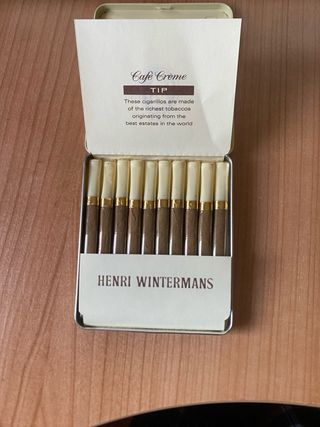 Café Crème
TIP
These cigarillos are made
of the richest tobaccos
originating from the
best estates in the world
HENRI WINTERMANS